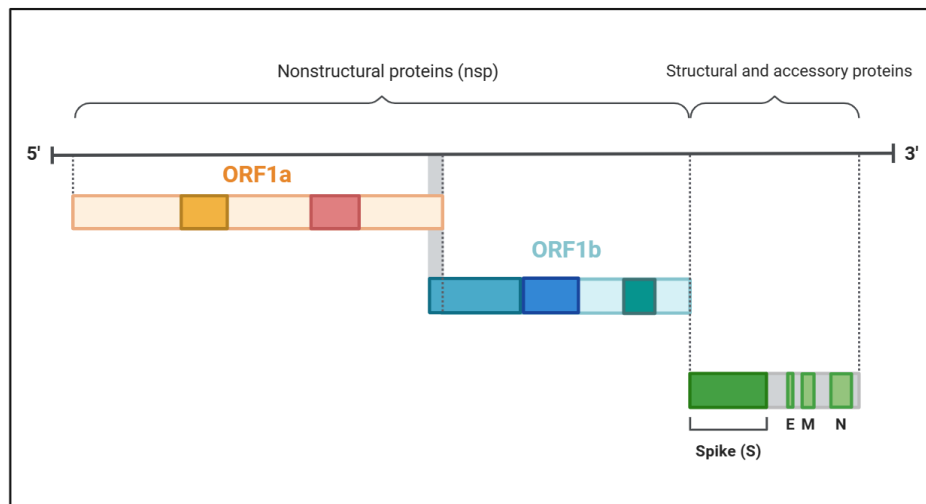 Nonstructural proteins (nsp)
Structural and accessory proteins
5'
3'
ORF1a
ORF1b
E M N
Spike (S)